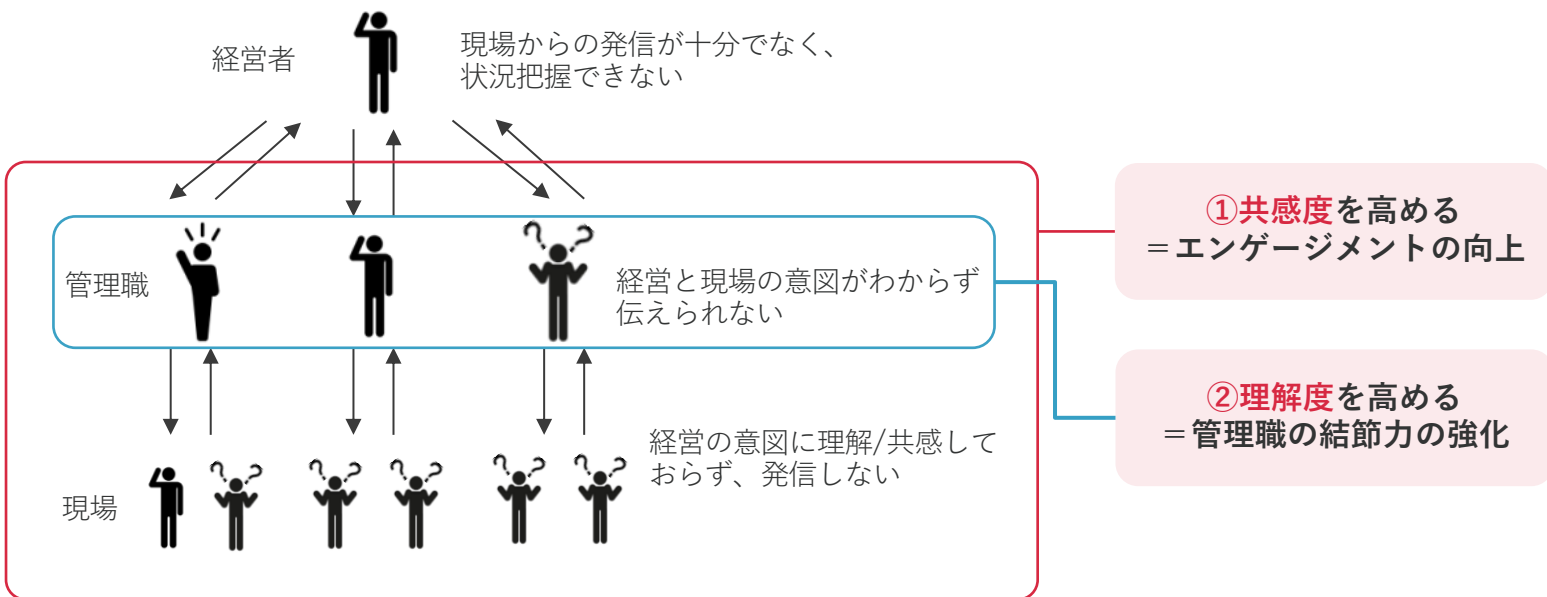 経営者
現場からの発信が十分でなく、
状況把握できない
管理職
経営と現場の意図がわからず
伝えられない
現場
経営の意図に理解/共感して
おらず、発信しない
①共感度を高める
＝エンゲージメントの向上
②理解度を高める
＝管理職の結節力の強化